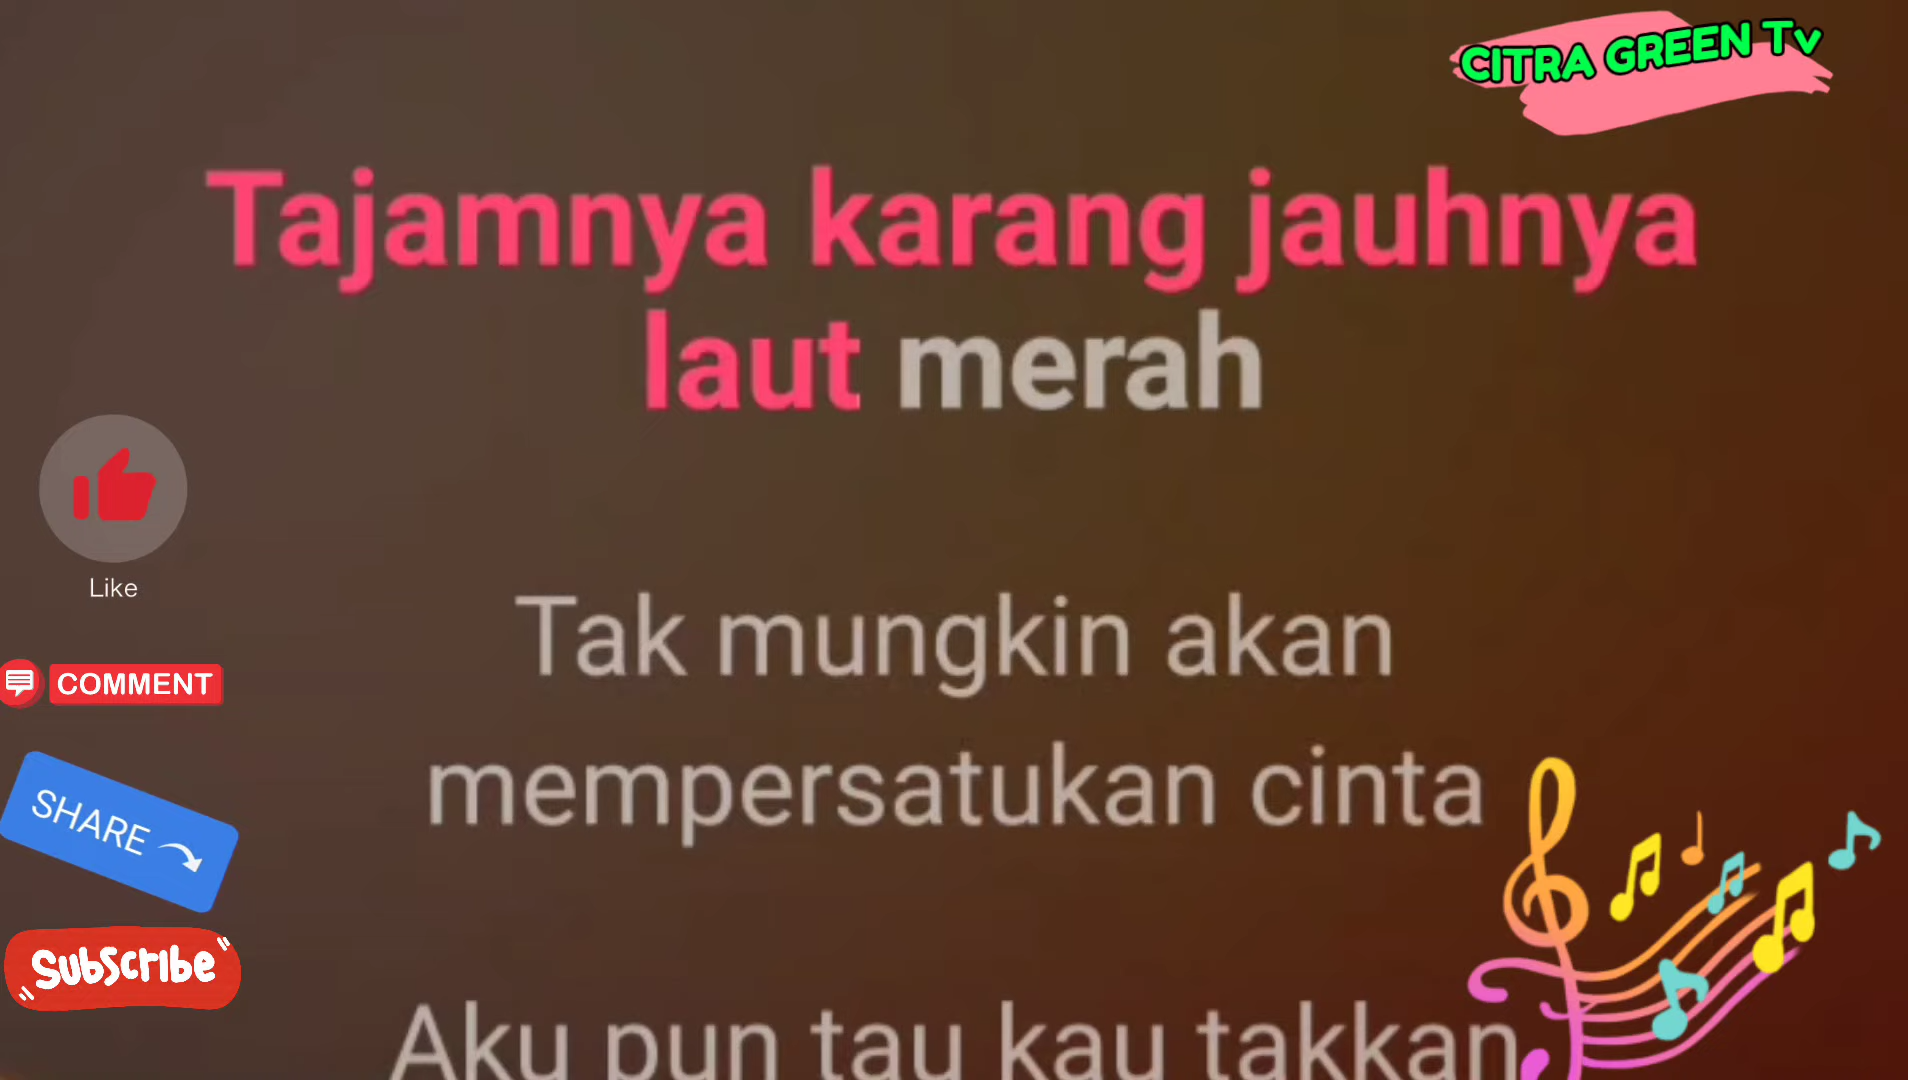 CITRA GREEN Tv
Tajamnya karang jauhnya
laut merah
Like
Tak mungkin akan
COMMENT
mempersatukan cinta
SHARE
Subscribe
Aku pun tau kau takkan